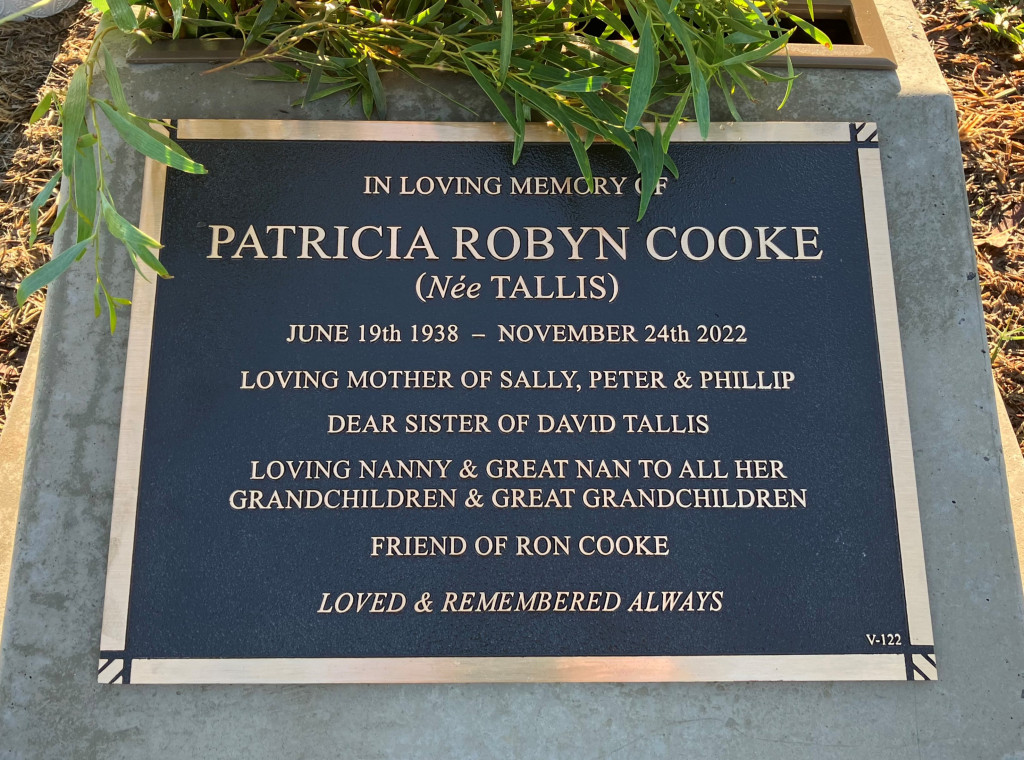 IN LOVING MEMORY OF
PATRICIA ROBYN COOKE
(Née TALLIS)
JUNE 19th 1938 – NOVEMBER 24th 2022
LOVING MOTHER OF SALLY, PETER & PHILLIP
DEAR SISTER OF DAVID TALLIS
LOVING NANNY & GREAT NAN TO ALL HER
GRANDCHILDREN & GREAT GRANDCHILDREN
FRIEND OF RON COOKE
LOVED & REMEMBERED ALWAYS
V-122